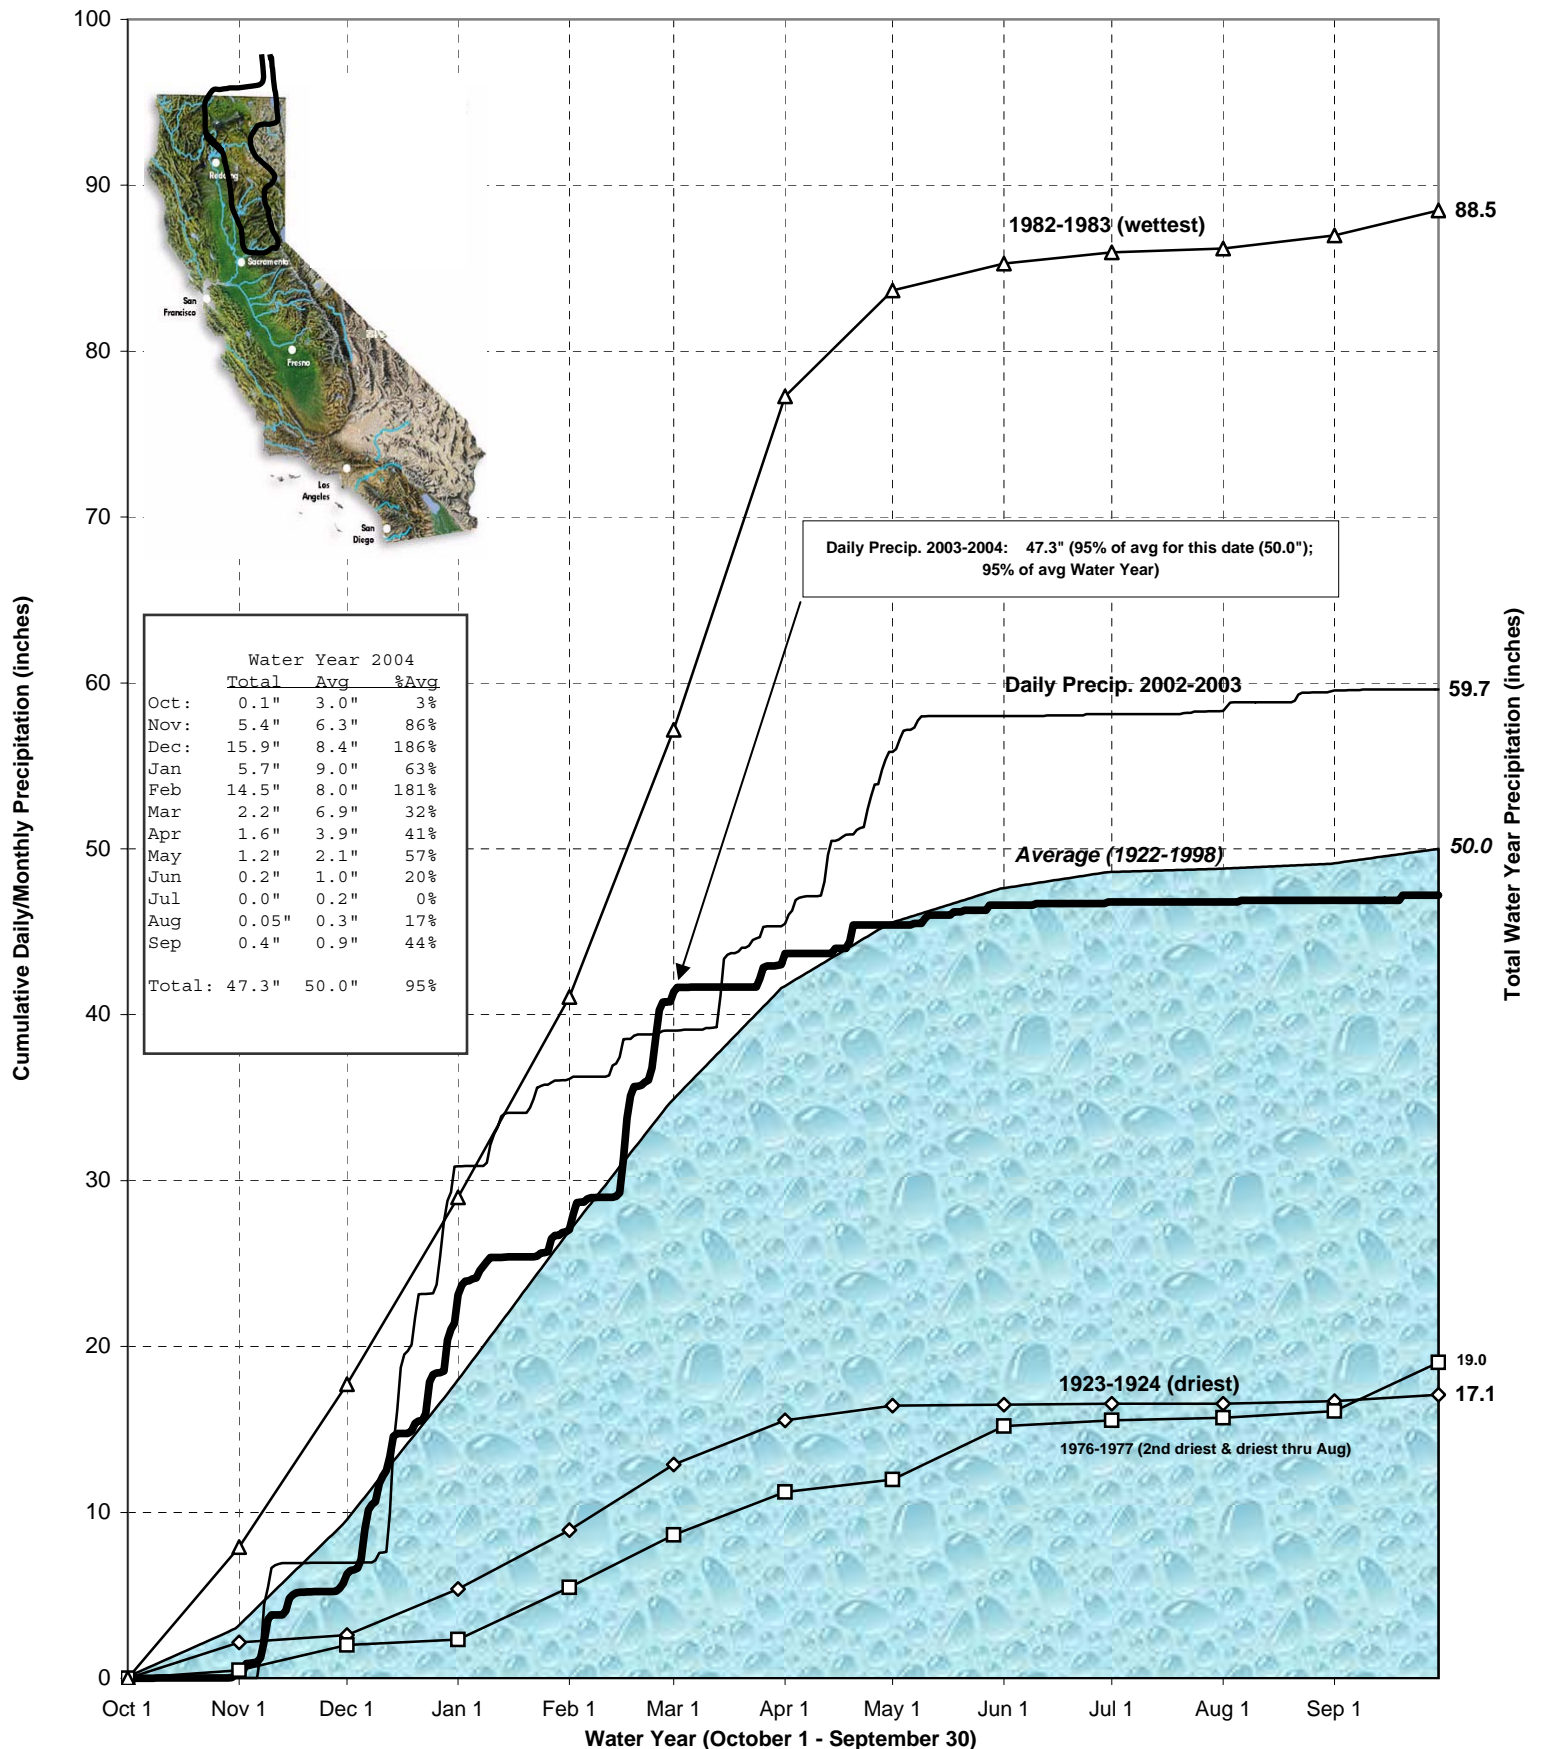 100
90
80
70
60
50
40
30
20
10
0
Cumulative Daily/Monthly Precipitation (inches)
Redding
Sacramento
San
Francisco
Fresno
Los
Angeles
San
Diego
1982-1983 (wettest)
88.5
Daily Precip. 2003-2004: 47.3" (95% of avg for this date (50.0");
95% of avg Water Year)
Water Year 2004
Total Avg %Avg
Oct: 0.1" 3.0" 3%
Nov: 5.4" 6.3" 86%
Dec: 15.9" 8.4" 186%
Jan 5.7" 9.0" 63%
Feb 14.5" 8.0" 181%
Mar 2.2" 6.9" 32%
Apr 1.6" 3.9" 41%
May 1.2" 2.1" 57%
Jun 0.2" 1.0" 20%
Jul 0.0" 0.2" 0%
Aug 0.05" 0.3" 17%
Sep 0.4" 0.9" 44%
Total: 47.3" 50.0" 95%
Daily Precip. 2002-2003
59.7
Average (1922-1998)
50.0
Total Water Year Precipitation (inches)
19.0
1923-1924 (driest)
17.1
1976-1977 (2nd driest & driest thru Aug)
Oct 1 Nov 1 Dec 1 Jan 1 Feb 1 Mar 1 Apr 1 May 1 Jun 1 Jul 1 Aug 1 Sep 1
Water Year (October 1 - September 30)